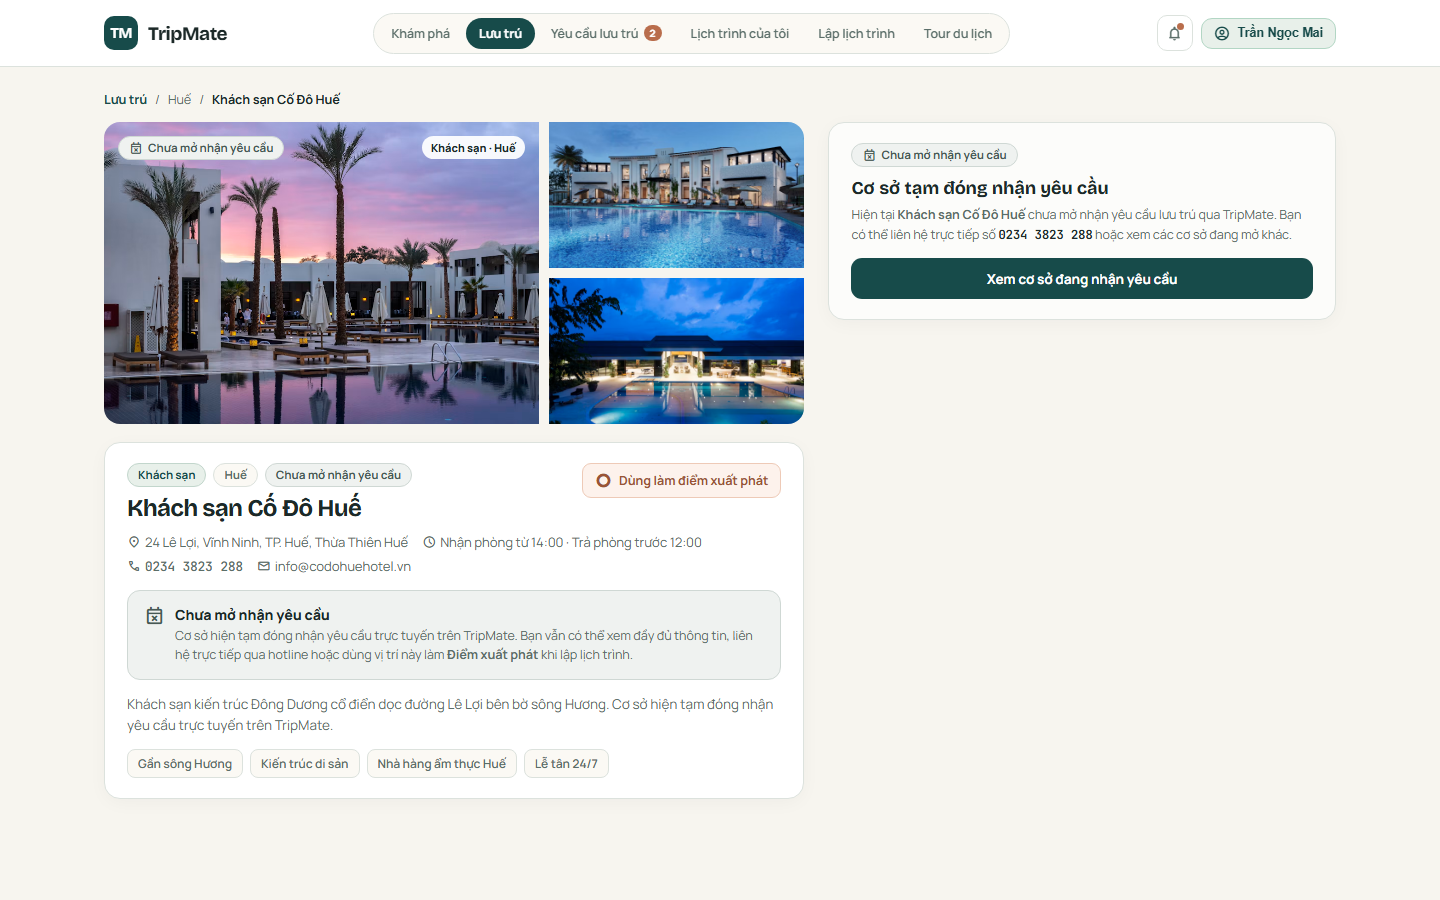 TM TripMate
Khám phá
Lưu trú
Yêu cầu lưu trú 2
Lịch trình của tôi
Lập lịch trình
Tour du lịch
Trần Ngọc Mai
Lưu trú / Huế / Khách sạn Cố Đô Huế
Chưa mở nhận yêu cầu
Khách sạn · Huế
Chưa mở nhận yêu cầu
Cơ sở tạm đóng nhận yêu cầu
Hiện tại Khách sạn Cố Đô Huế chưa mở nhận yêu cầu lưu trú qua TripMate. Bạn
có thể liên hệ trực tiếp số 0234 3823 288 hoặc xem các cơ sở đang mở khác.
Xem cơ sở đang nhận yêu cầu
Khách sạn
Huế
Chưa mở nhận yêu cầu
Dùng làm điểm xuất phát
Khách sạn Cố Đô Huế
24 Lê Lợi, Vĩnh Ninh, TP. Huế, Thừa Thiên Huế
Nhận phòng từ 14:00 · Trả phòng trước 12:00
0234 3823 288
info@codohuehotel.vn
Chưa mở nhận yêu cầu
Cơ sở hiện tạm đóng nhận yêu cầu trực tuyến trên TripMate. Bạn vẫn có thể xem đầy đủ thông tin, liên
hệ trực tiếp qua hotline hoặc dùng vị trí này làm Điểm xuất phát khi lập lịch trình.
Khách sạn kiến trúc Đông Dương cổ điển dọc đường Lê Lợi bên bờ sông Hương. Cơ sở hiện tạm đóng nhận
yêu cầu trực tuyến trên TripMate.
Gần sông Hương
Kiến trúc di sản
Nhà hàng ẩm thực Huế
Lễ tân 24/7